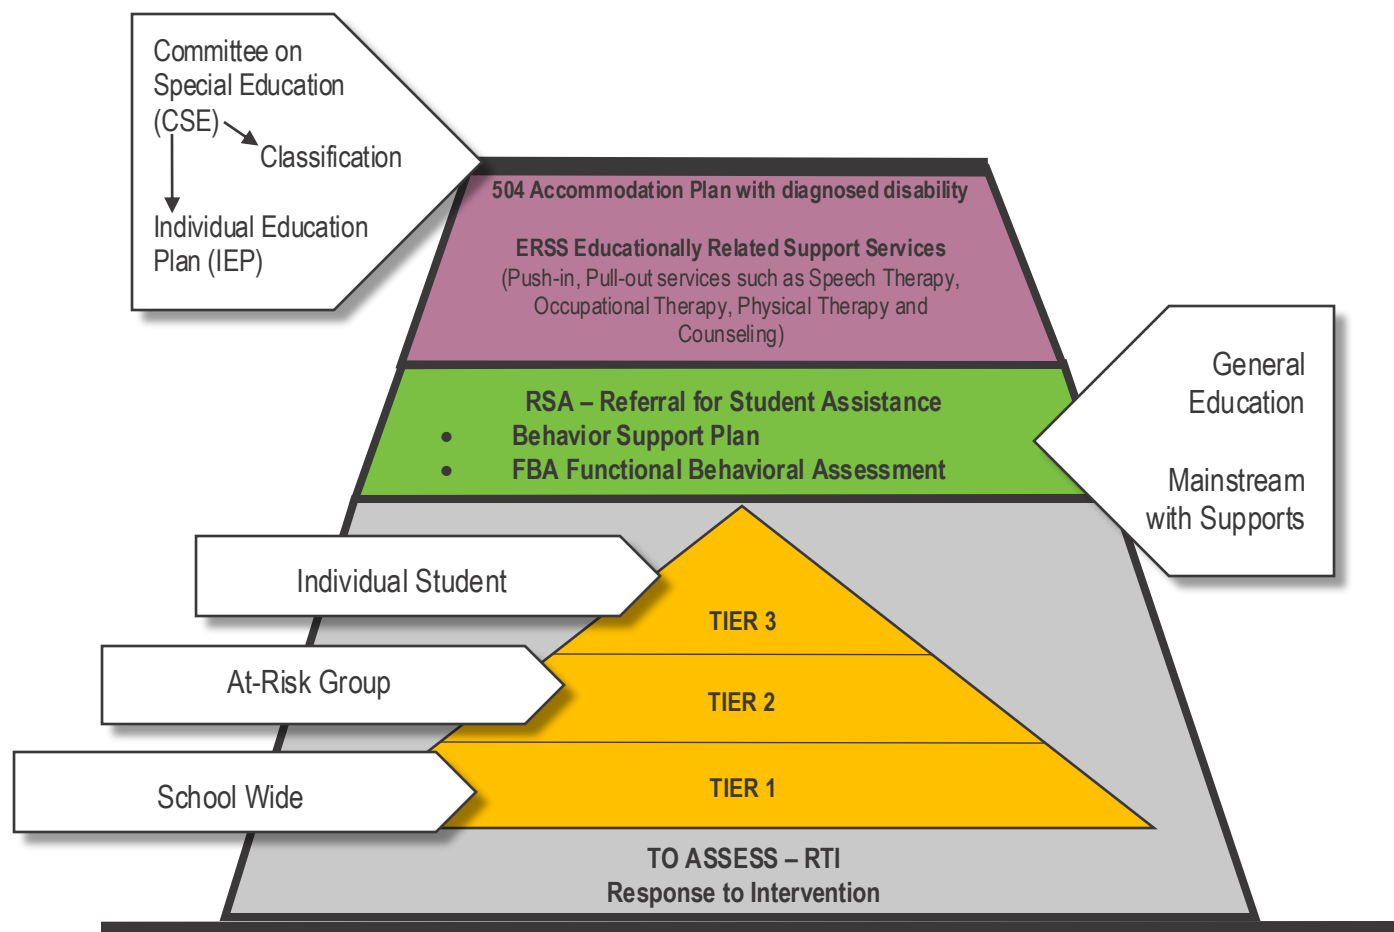 Committee on
Special Education
(CSE)
Classification
Individual Education
Plan (IEP)
504 Accommodation Plan with diagnosed disability
ERSS Educationally Related Support Services
(Push-in, Pull-out services such as Speech Therapy,
Occupational Therapy, Physical Therapy and
Counseling)
General
Education
Mainstream
with Supports
RSA – Referral for Student Assistance
• Behavior Support Plan
• FBA Functional Behavioral Assessment
Individual Student
TIER 3
At-Risk Group
TIER 2
School Wide
TIER 1
TO ASSESS – RTI
Response to Intervention